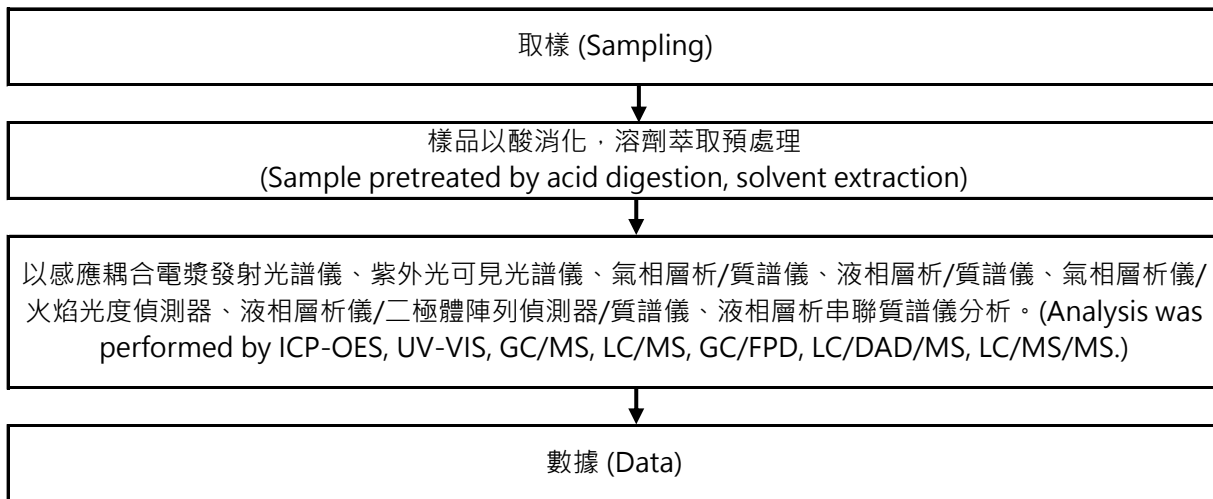 取樣 (Sampling)
樣品以酸消化，溶劑萃取預處理
(Sample pretreated by acid digestion, solvent extraction)
以感應耦合電漿發射光譜儀、紫外光可見光譜儀、氣相層析/質譜儀、液相層析/質譜儀、氣相層析儀/
火焰光度偵測器、液相層析儀/二極體陣列偵測器/質譜儀、液相層析串聯質譜儀分析。(Analysis was
performed by ICP-OES, UV-VIS, GC/MS, LC/MS, GC/FPD, LC/DAD/MS, LC/MS/MS.)
數據 (Data)